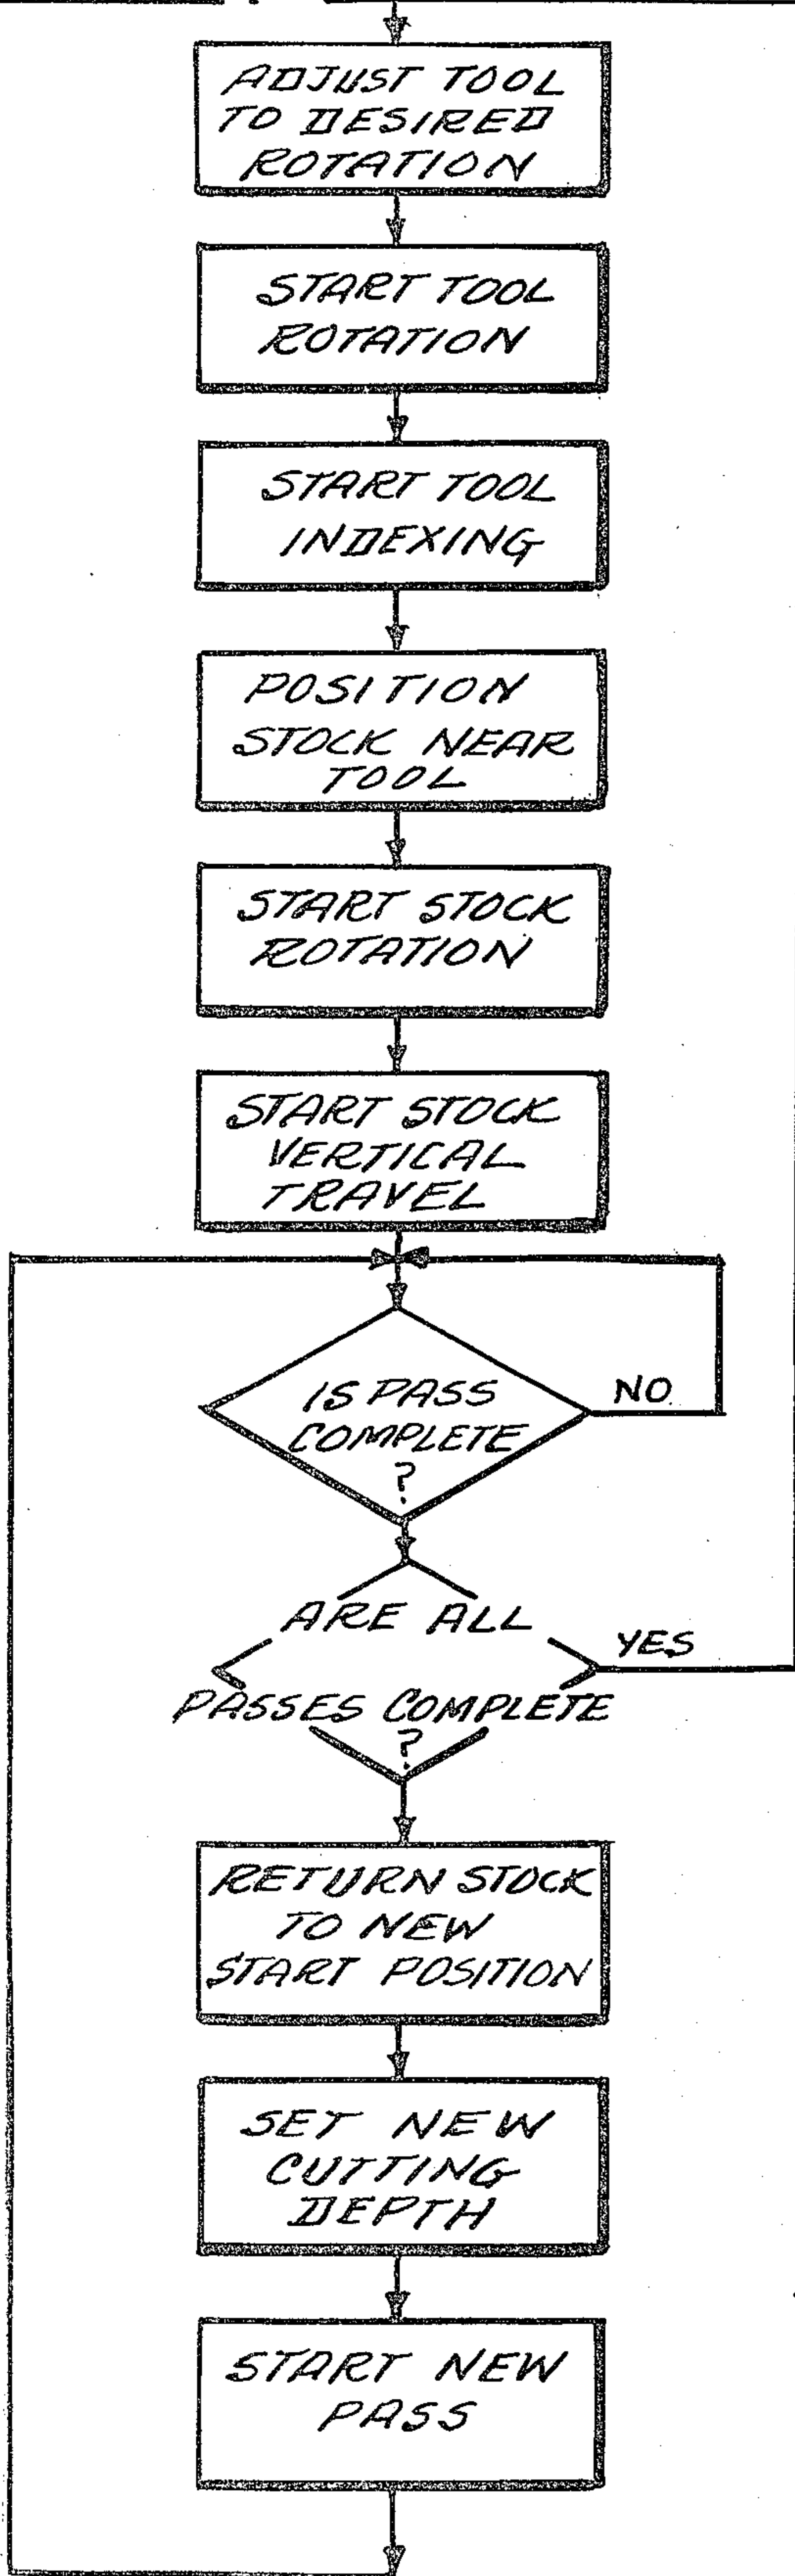 ADJUST TOOL
TO DESIRED
ROTATION
START TOOL
ROTATION
START TOOL
INDEXING
POSITION
STOCK NEAR
TOOL
START STOCK
ROTATION
START STOCK
VERTICAL
TRAVEL
IS PASS
COMPLETE
?
NO
ARE ALL
PASSES COMPLETE
?
YES
RETURN STOCK
TO NEW
START POSITION
SET NEW
CUTTING
DEPTH
START NEW
PASS